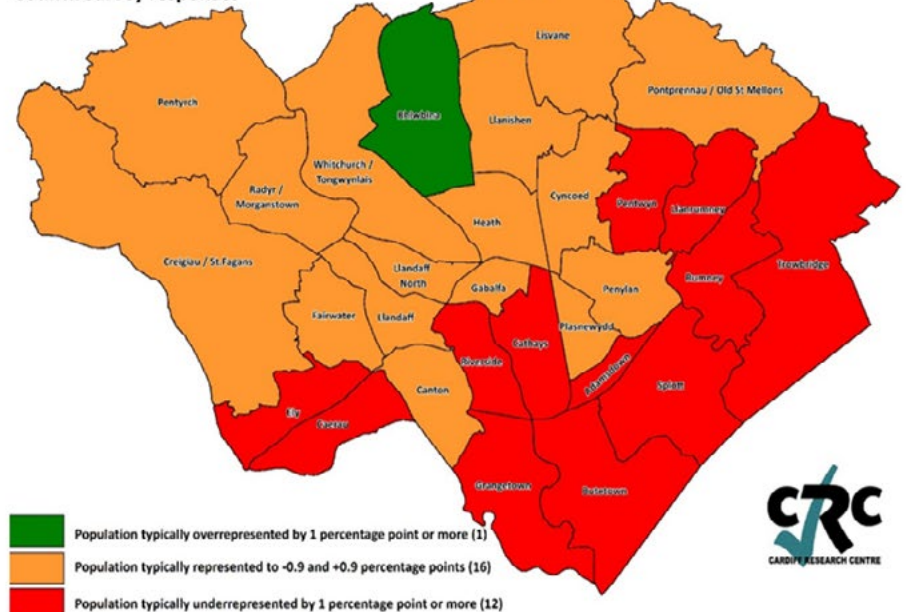 Lisvane
Pentyrch
Pontprennau / Old St Mellons
Rhiwbina
Llanishen
Whitchurch /
Tongwynlais
Radyr /
Morganstown
Cyncoed
Pentwyn
Llanrumney
Heath
Creigiau / St.Fagans
Llandaff
North
Trowbridge
Rumney
Gabalfa
Penylan
Fairwater
Llandaff
Plasnewydd
Cathays
Riverside
Adamsdown
Splott
Canton
Ely
Caerau
Grangetown
Butetown
CRC
CARDIFF RESEARCH CENTRE
Population typically overrepresented by 1 percentage point or more (1)
Population typically represented to -0.9 and +0.9 percentage points (16)
Population typically underrepresented by 1 percentage point or more (12)